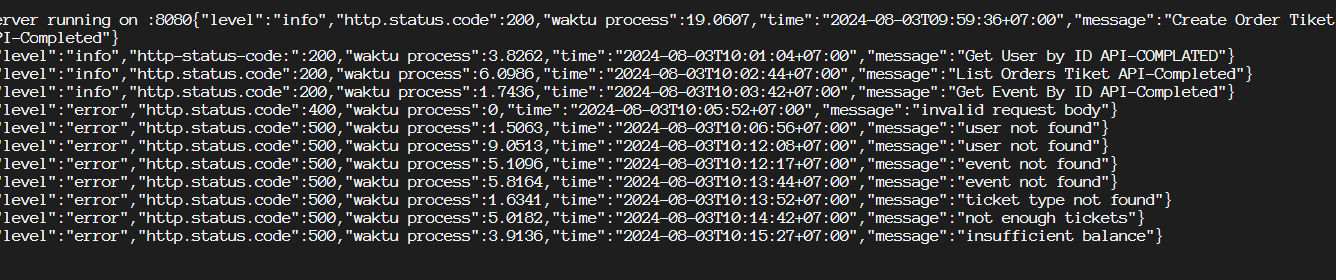 erver running on :8080{"level":"info","http.status.code":200,"waktu process":19.0607,"time":"2024-08-03T09:59:36+07:00","message":"Create Order Tiket
PI-Completed"}
"level":"info","http-status-code:":200,"waktu process":3.8262,"time":"2024-08-03T10:01:04+07:00","message":"Get User by ID API-COMPLATED"}
"level":"info","http.status.code":200,"waktu process":6.0986,"time":"2024-08-03T10:02:44+07:00","message":"List Orders Tiket API-Completed"}
"level":"info","http.status.code":200,"waktu process":1.7436,"time":"2024-08-03T10:03:42+07:00","message":"Get Event By ID API-Completed"}
"level":"error","http.status.code":400,"waktu process":0,"time":"2024-08-03T10:05:52+07:00","message":"invalid request body"}
"level":"error","http.status.code":500,"waktu process":1.5063,"time":"2024-08-03T10:06:56+07:00","message":"user not found"}
"level":"error","http.status.code":500,"waktu process":9.0513,"time":"2024-08-03T10:12:08+07:00","message":"user not found"}
"level":"error","http.status.code":500,"waktu process":5.1096,"time":"2024-08-03T10:12:17+07:00","message":"event not found"}
"level":"error","http.status.code":500,"waktu process":5.8164,"time":"2024-08-03T10:13:44+07:00","message":"event not found"}
"level":"error","http.status.code":500,"waktu process":1.6341,"time":"2024-08-03T10:13:52+07:00","message":"ticket type not found"}
"level":"error","http.status.code":500,"waktu process":5.0182,"time":"2024-08-03T10:14:42+07:00","message":"not enough tickets"}
"level":"error","http.status.code":500,"waktu process":3.9136,"time":"2024-08-03T10:15:27+07:00","message":"insufficient balance"}